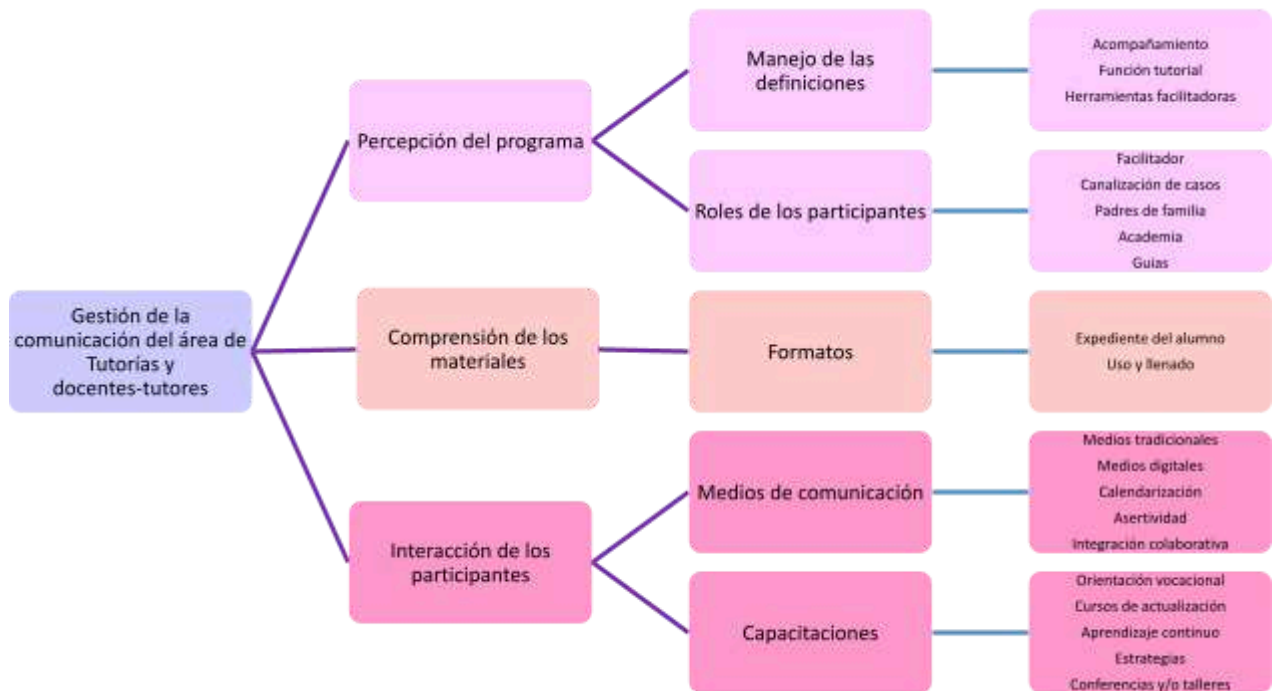 Gestión de la
comunicación del área de
Tutorías y
docentes-tutores
Percepción del programa
Manejo de las
definiciones
Acompañamiento
Función tutorial
Herramientas facilitadoras
Roles de los participantes
Facilitador
Canalización de casos
Padres de familia
Academia
Guias
Comprensión de los
materiales
Formatos
Expediente del alumno
Uso y llenado
Interacción de los
participantes
Medios de comunicación
Medios tradicionales
Medios digitales
Calendarización
Asertividad
Integración colaborativa
Capacitaciones
Orientación vocacional
Cursos de actualización
Aprendizaje continuo
Estrategias
Conferencias y/o talleres